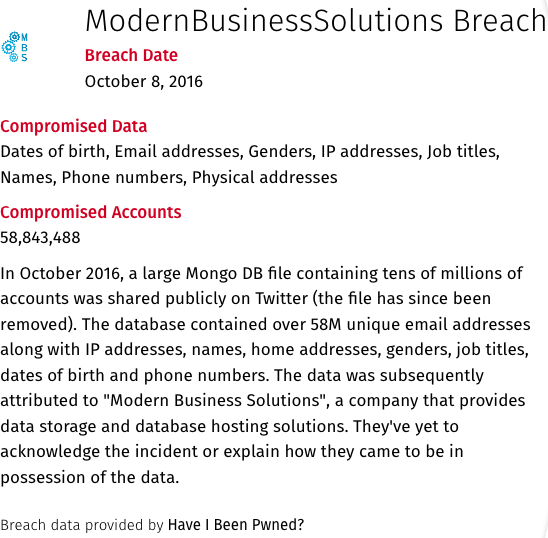 ModernBusinessSolutions Breach
M
B
S
Breach Date
October 8, 2016
Compromised Data
Dates of birth, Email addresses, Genders, IP addresses, Job titles,
Names, Phone numbers, Physical addresses
Compromised Accounts
58,843,488
In October 2016, a large Mongo DB file containing tens of millions of
accounts was shared publicly on Twitter (the file has since been
removed). The database contained over 58M unique email addresses
along with IP addresses, names, home addresses, genders, job titles,
dates of birth and phone numbers. The data was subsequently
attributed to "Modern Business Solutions", a company that provides
data storage and database hosting solutions. They've yet to
acknowledge the incident or explain how they came to be in
possession of the data.
Breach data provided by Have I Been Pwned?